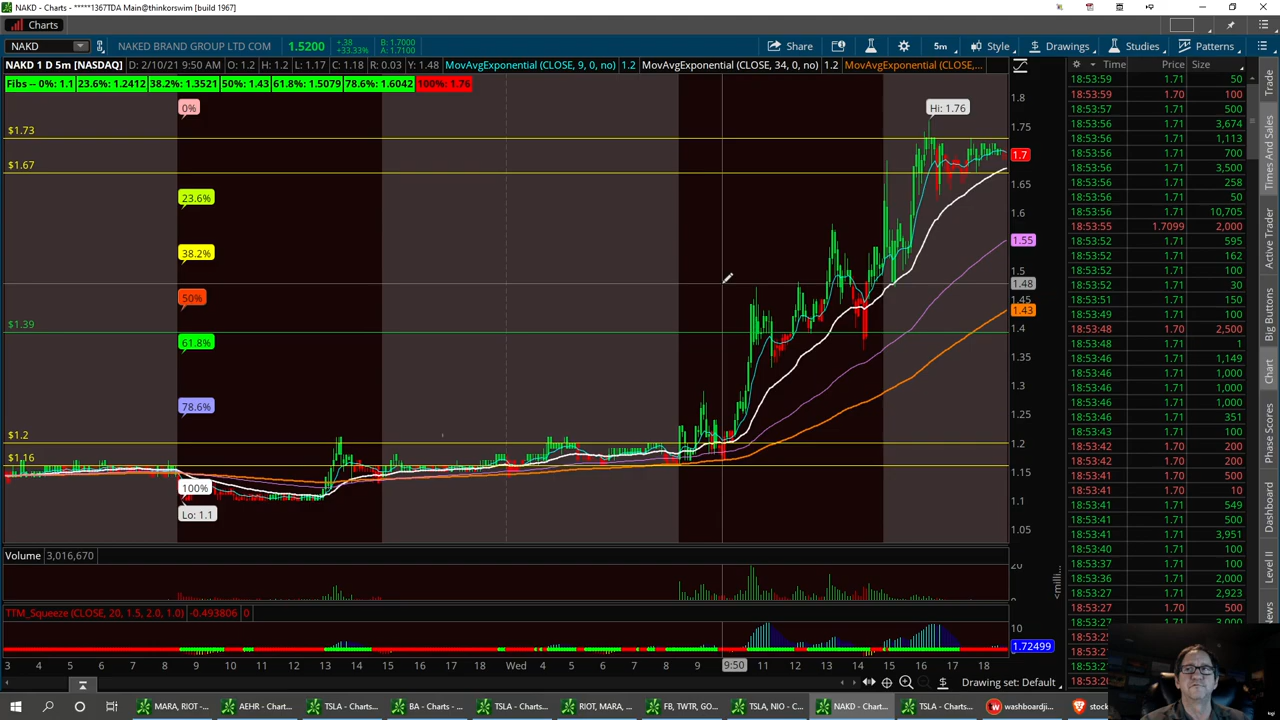 NAKD - Charts - *****1367TDA Main@thinkorswim [build 1967]
Charts
NAKD NAKED BRAND GROUP LTD COM 1.5200 +.38 +33.33% B: 1.7000 A: 1.7100 Share 5m Style Drawings Studies Patterns
NAKD 1 D 5m [NASDAQ] D: 2/10/21 9:50 AM O: 1.2 H: 1.2 L: 1.17 C: 1.18 R: 0.03 Y: 1.48 MovAvgExponential (CLOSE, 9, 0, no) 1.2 MovAvgExponential (CLOSE, 34, 0, no) 1.2 MovAvgExponential (CLOSE,...
Fibs -- 0%: 1.1 23.6%: 1.2412 38.2%: 1.3521 50%: 1.43 61.8%: 1.5079 78.6%: 1.6042 100%: 1.76
0%
23.6%
38.2%
50%
61.8%
78.6%
100%
Lo: 1.1
Hi: 1.76
$1.73
$1.67
$1.39
$1.2
$1.16
1.8
1.75
1.7
1.65
1.6
1.55
1.5
1.48
1.45
1.43
1.4
1.35
1.3
1.25
1.2
1.15
1.1
1.05
Volume 3,016,670
20
<mill...
TTM_Squeeze (CLOSE, 20, 1.5, 2.0, 1.0) -0.493806 0
10
1.72499
3 4 5 6 7 8 9 10 11 12 13 14 15 16 17 18 Wed 4 5 6 7 8 9:50 11 12 13 14 15 16 17 18
Drawing set: Default
Time Price Size
18:53:59 1.71 50
18:53:59 1.70 100
18:53:57 1.71 500
18:53:56 1.71 3,674
18:53:56 1.71 1,113
18:53:56 1.71 700
18:53:56 1.71 3,500
18:53:56 1.71 258
18:53:56 1.71 10,705
18:53:55 1.7099 2,000
18:53:52 1.71 595
18:53:52 1.71 162
18:53:52 1.71 100
18:53:52 1.71 30
18:53:51 1.71 150
18:53:49 1.71 100
18:53:48 1.70 2,500
18:53:48 1.71 1
18:53:46 1.71 1,149
18:53:46 1.71 1,000
18:53:46 1.71 1,000
18:53:46 1.71 351
18:53:43 1.71 100
18:53:42 1.70 200
18:53:42 1.70 200
18:53:41 1.70 500
18:53:41 1.70 10
18:53:41 1.71 549
18:53:41 1.71 500
18:53:41 1.71 3,951
18:53:40 1.71 100
18:53:37 1.71 100
18:53:36 1.71 2,000
18:53:27 1.71 2,923
18:53:27 1.70 500
18:53:27 1.71 3,000
18:53:25
18:53:21
18:53:21
18:53:20
Trade
Times And Sales
Active Trader
Big Buttons
Chart
Phase Scores
Dashboard
Level II
News
MARA, RIOT -... AEHR - Chart... TSLA - Charts... BA - Charts -... TSLA - Charts... RIOT, MARA, ... FB, TWTR, GO... TSLA, NIO - C... NAKD - Chart... TSLA - Charts... washboardji... stock